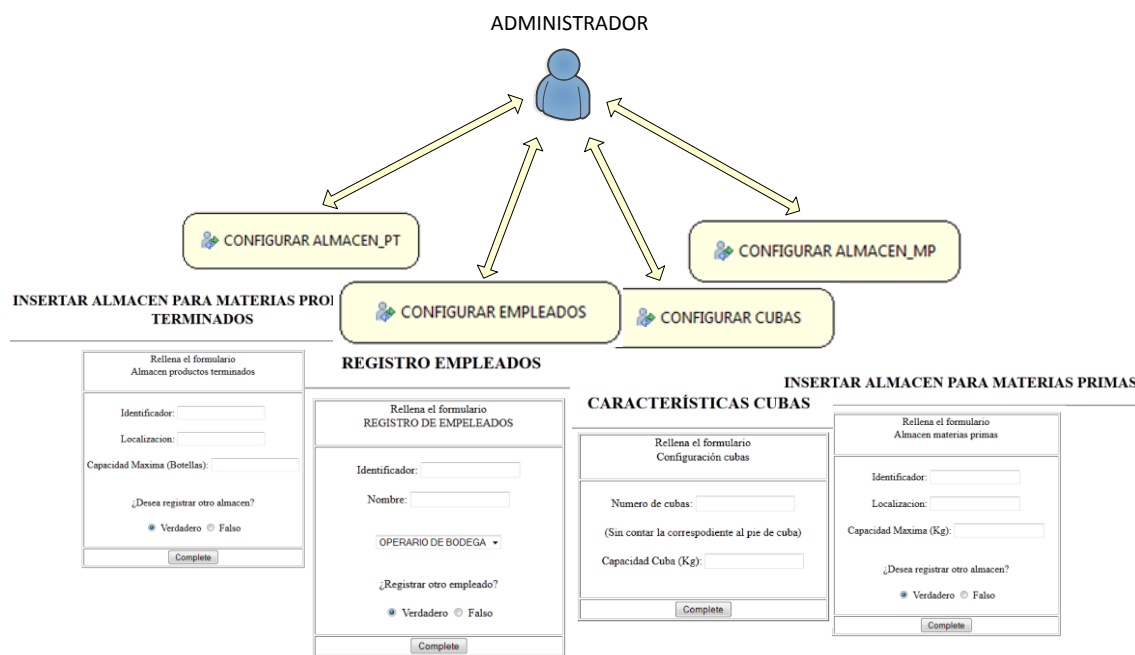 ADMINISTRADOR
CONFIGURAR ALMACEN_PT
CONFIGURAR ALMACEN_MP
CONFIGURAR EMPLEADOS
CONFIGURAR CUBAS
INSERTAR ALMACEN PARA MATERIAS
TERMINADOS
Rellena el formulario
Almacen productos terminados
Identificador:
Localizacion:
Capacidad Maxima (Botellas):
¿Desea registrar otro almacen?
Verdadero Falso
Complete
REGISTRO EMPLEADOS
Rellena el formulario
REGISTRO DE EMPELEADOS
Identificador:
Nombre:
OPERARIO DE BODEGA
¿Registrar otro empleado?
Verdadero Falso
Complete
CARACTERÍSTICAS CUBAS
Rellena el formulario
Configuración cubas
Numero de cubas:
(Sin contar la correspondiente al pie de cuba)
Capacidad Cuba (Kg):
Complete
INSERTAR ALMACEN PARA MATERIAS PRIMAS
Rellena el formulario
Almacen materias primas
Identificador:
Localizacion:
Capacidad Maxima (Kg):
¿Desea registrar otro almacen?
Verdadero Falso
Complete